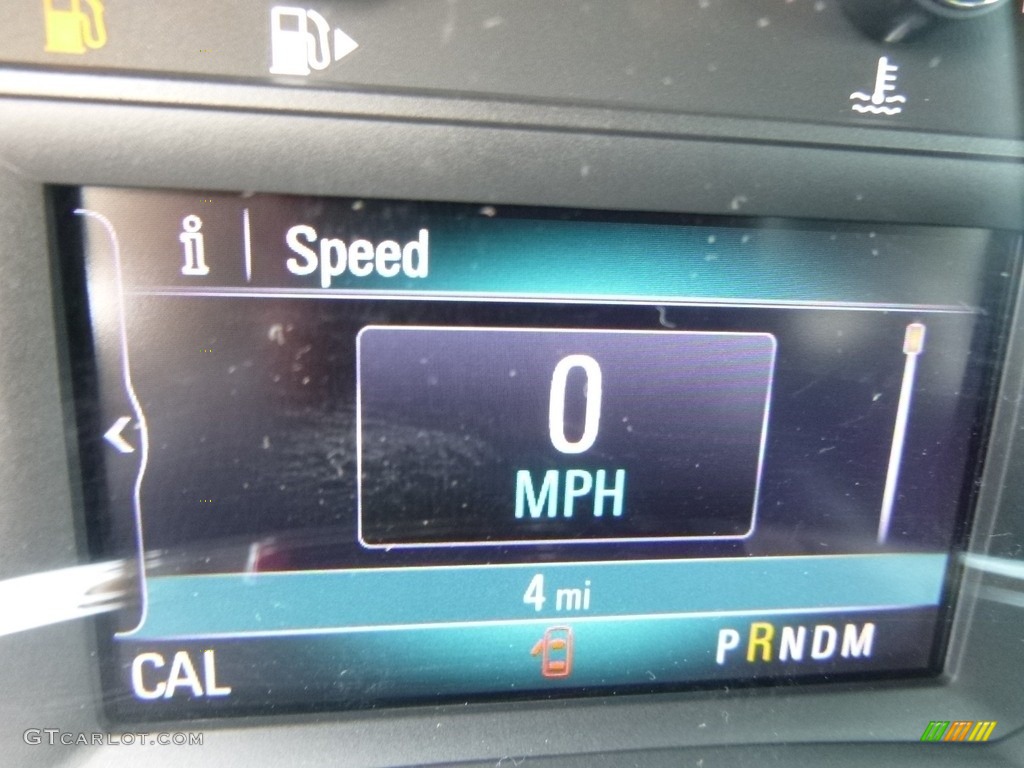 i Speed
0
MPH
4 mi
CAL PRNDM
GTCARLOT.COM